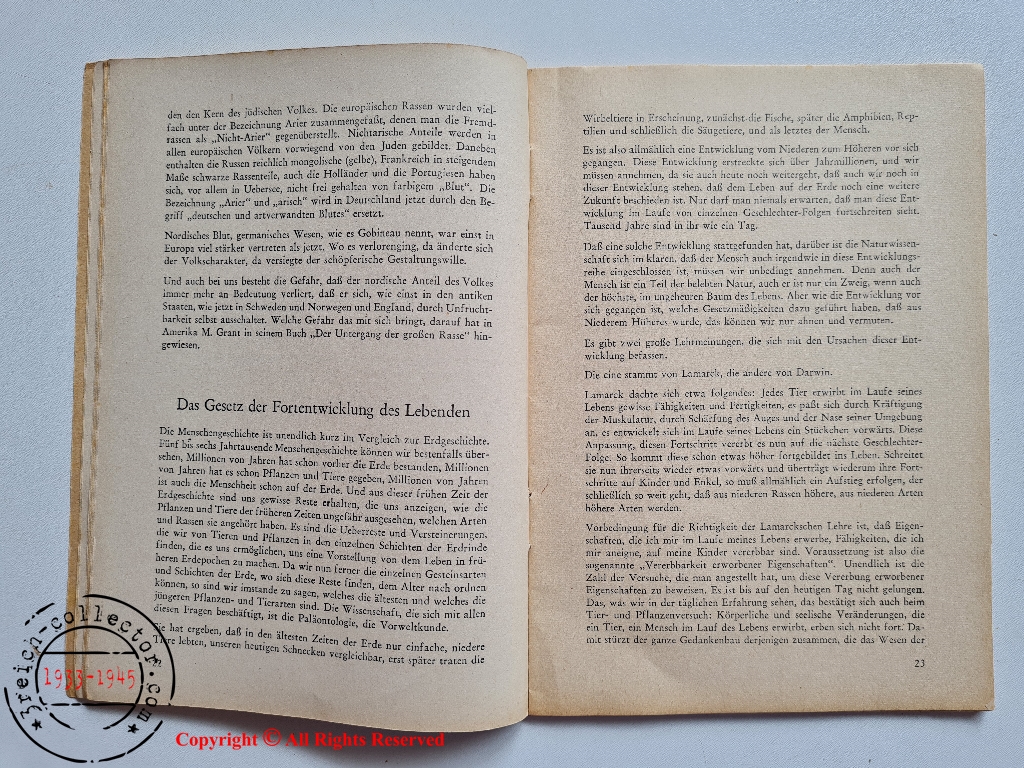 den den Kern des jüdischen Volkes. Die europäischen Rassen wurden viel-
fach unter der Bezeichnung Arier zusammengefaßt, denen man die Fremd-
rassen als „Nicht-Arier“ gegenüberstellt. Nichtarische Anteile werden in
allen europäischen Völkern vorwiegend von den Juden gebildet. Daneben
enthalten die Russen reichlich mongolische (gelbe), Frankreich in steigendem
Maße schwarze Rassenteile, auch die Holländer und die Portugiesen haben
sich, vor allem in Uebersee, nicht frei gehalten von farbigem „Blut“. Die
Bezeichnung „Arier“ und „arisch“ wird in Deutschland jetzt durch den Be-
griff „deutschen und artverwandten Blutes“ ersetzt.
Nordisches Blut, germanisches Wesen, wie es Gobineau nennt, war einst in
Europa viel stärker vertreten als jetzt. Wo es verlorenging, da änderte sich
der Volkscharakter, da versiegte der schöpferische Gestaltungswille.
Und auch bei uns besteht die Gefahr, daß der nordische Anteil des Volkes
immer mehr an Bedeutung verliert, daß er sich, wie einst in den antiken
Staaten, wie jetzt in Schweden und Norwegen und England, durch Unfrucht-
barkeit selbst ausschaltet. Welche Gefahr das mit sich bringt, darauf hat in
Amerika M. Grant in seinem Buch „Der Untergang der großen Rasse“ hin-
gewiesen.
Das Gesetz der Fortentwicklung des Lebenden
Die Menschengeschichte ist unendlich kurz im Vergleich zur Erdgeschichte.
Fünf bis sechs Jahrtausende Menschengeschichte können wir bestenfalls über-
sehen, Millionen von Jahren hat schon vorher die Erde bestanden, Millionen
von Jahren hat es schon Pflanzen und Tiere gegeben, Millionen von Jahren
ist auch die Menschheit schon auf der Erde. Und aus dieser frühen Zeit der
Erdgeschichte sind uns gewisse Reste erhalten, die uns anzeigen, wie die
Pflanzen und Tiere der früheren Zeiten ungefähr ausgesehen, welchen Arten
und Rassen sie angehört haben. Es sind die Ueberreste und Versteinerungen,
die wir von Tieren und Pflanzen in den einzelnen Schichten der Erdrinde
finden, die es uns ermöglichen, uns eine Vorstellung von dem Leben in frü-
heren Erdepochen zu machen. Da wir nun ferner die einzelnen Gesteinsarten
und Schichten der Erde, wo sich diese Reste finden, dem Alter nach ordnen
können, so sind wir imstande zu sagen, welches die ältesten und welches die
jüngeren Pflanzen- und Tierarten sind. Die Wissenschaft, die sich mit allen
diesen Fragen beschäftigt, ist die Paläontologie, die Vorweltkunde.
Sie hat ergeben, daß in den ältesten Zeiten der Erde nur einfache, niedere
Tiere lebten, unseren heutigen Schnecken vergleichbar, erst später traten die
Wirbeltiere in Erscheinung, zunächst die Fische, später die Amphibien, Rep-
tilien und schließlich die Säugetiere, und als letztes der Mensch.
Es ist also allmählich eine Entwicklung vom Niederen zum Höheren vor sich
gegangen. Diese Entwicklung erstreckte sich über Jahrmillionen, und wir
müssen annehmen, da sie auch heute noch weitergeht, daß auch wir noch in
dieser Entwicklung stehen, daß dem Leben auf der Erde noch eine weitere
Zukunft beschieden ist. Nur darf man niemals erwarten, daß man diese Ent-
wicklung im Laufe von einzelnen Geschlechter-Folgen fortschreiten sieht.
Tausend Jahre sind in ihr wie ein Tag.
Daß eine solche Entwicklung stattgefunden hat, darüber ist die Naturwissen-
schaft sich im klaren, daß der Mensch auch irgendwie in diese Entwicklungs-
reihe eingeschlossen ist, müssen wir unbedingt annehmen. Denn auch der
Mensch ist ein Teil der belebten Natur, auch er ist nur ein Zweig, wenn auch
der höchste, im ungeheuren Baum des Lebens. Aber wie die Entwicklung vor
sich gegangen ist, welche Gesetzmäßigkeiten dazu geführt haben, daß aus
Niederem Höheres wurde, das können wir nur ahnen und vermuten.
Es gibt zwei große Lehrmeinungen, die sich mit den Ursachen dieser Ent-
wicklung befassen.
Die eine stammt von Lamarck, die andere von Darwin.
Lamarck dachte sich etwa folgendes: Jedes Tier erwirbt im Laufe seines
Lebens gewisse Fähigkeiten und Fertigkeiten, es paßt sich durch Kräftigung
der Muskulatur, durch Schärfung des Auges und der Nase seiner Umgebung
an, es entwickelt sich im Laufe seines Lebens ein Stückchen vorwärts. Diese
Anpassung, diesen Fortschritt vererbt es nun auf die nächste Geschlechter-
Folge. So kommt diese schon etwas höher fortgebildet ins Leben. Schreitet
sie nun ihrerseits wieder etwas vorwärts und überträgt wiederum ihre Fort-
schritte auf Kinder und Enkel, so muß allmählich ein Aufstieg erfolgen, der
schließlich so weit geht, daß aus niederen Rassen höhere, aus niederen Arten
höhere Arten werden.
Vorbedingung für die Richtigkeit der Lamarckschen Lehre ist, daß Eigen-
schaften, die ich mir im Laufe meines Lebens erwerbe, Fähigkeiten, die ich
mir aneigne, auf meine Kinder vererbbar sind. Voraussetzung ist also die
sogenannte „Vererbbarkeit erworbener Eigenschaften“. Unendlich ist die
Zahl der Versuche, die man angestellt hat, um diese Vererbung erworbener
Eigenschaften zu beweisen. Es ist bis auf den heutigen Tag nicht gelungen.
Das, was wir in der täglichen Erfahrung sehen, das bestätigt sich auch beim
Tier- und Pflanzenversuch: Körperliche und seelische Veränderungen, die
ein Tier, ein Mensch im Lauf des Lebens erwirbt, erben sich nicht fort. Da-
mit stürzt der ganze Gedankenbau derjenigen zusammen, die das Wesen der
23
3reich-collector.com
1933-1945
Copyright © All Rights Reserved